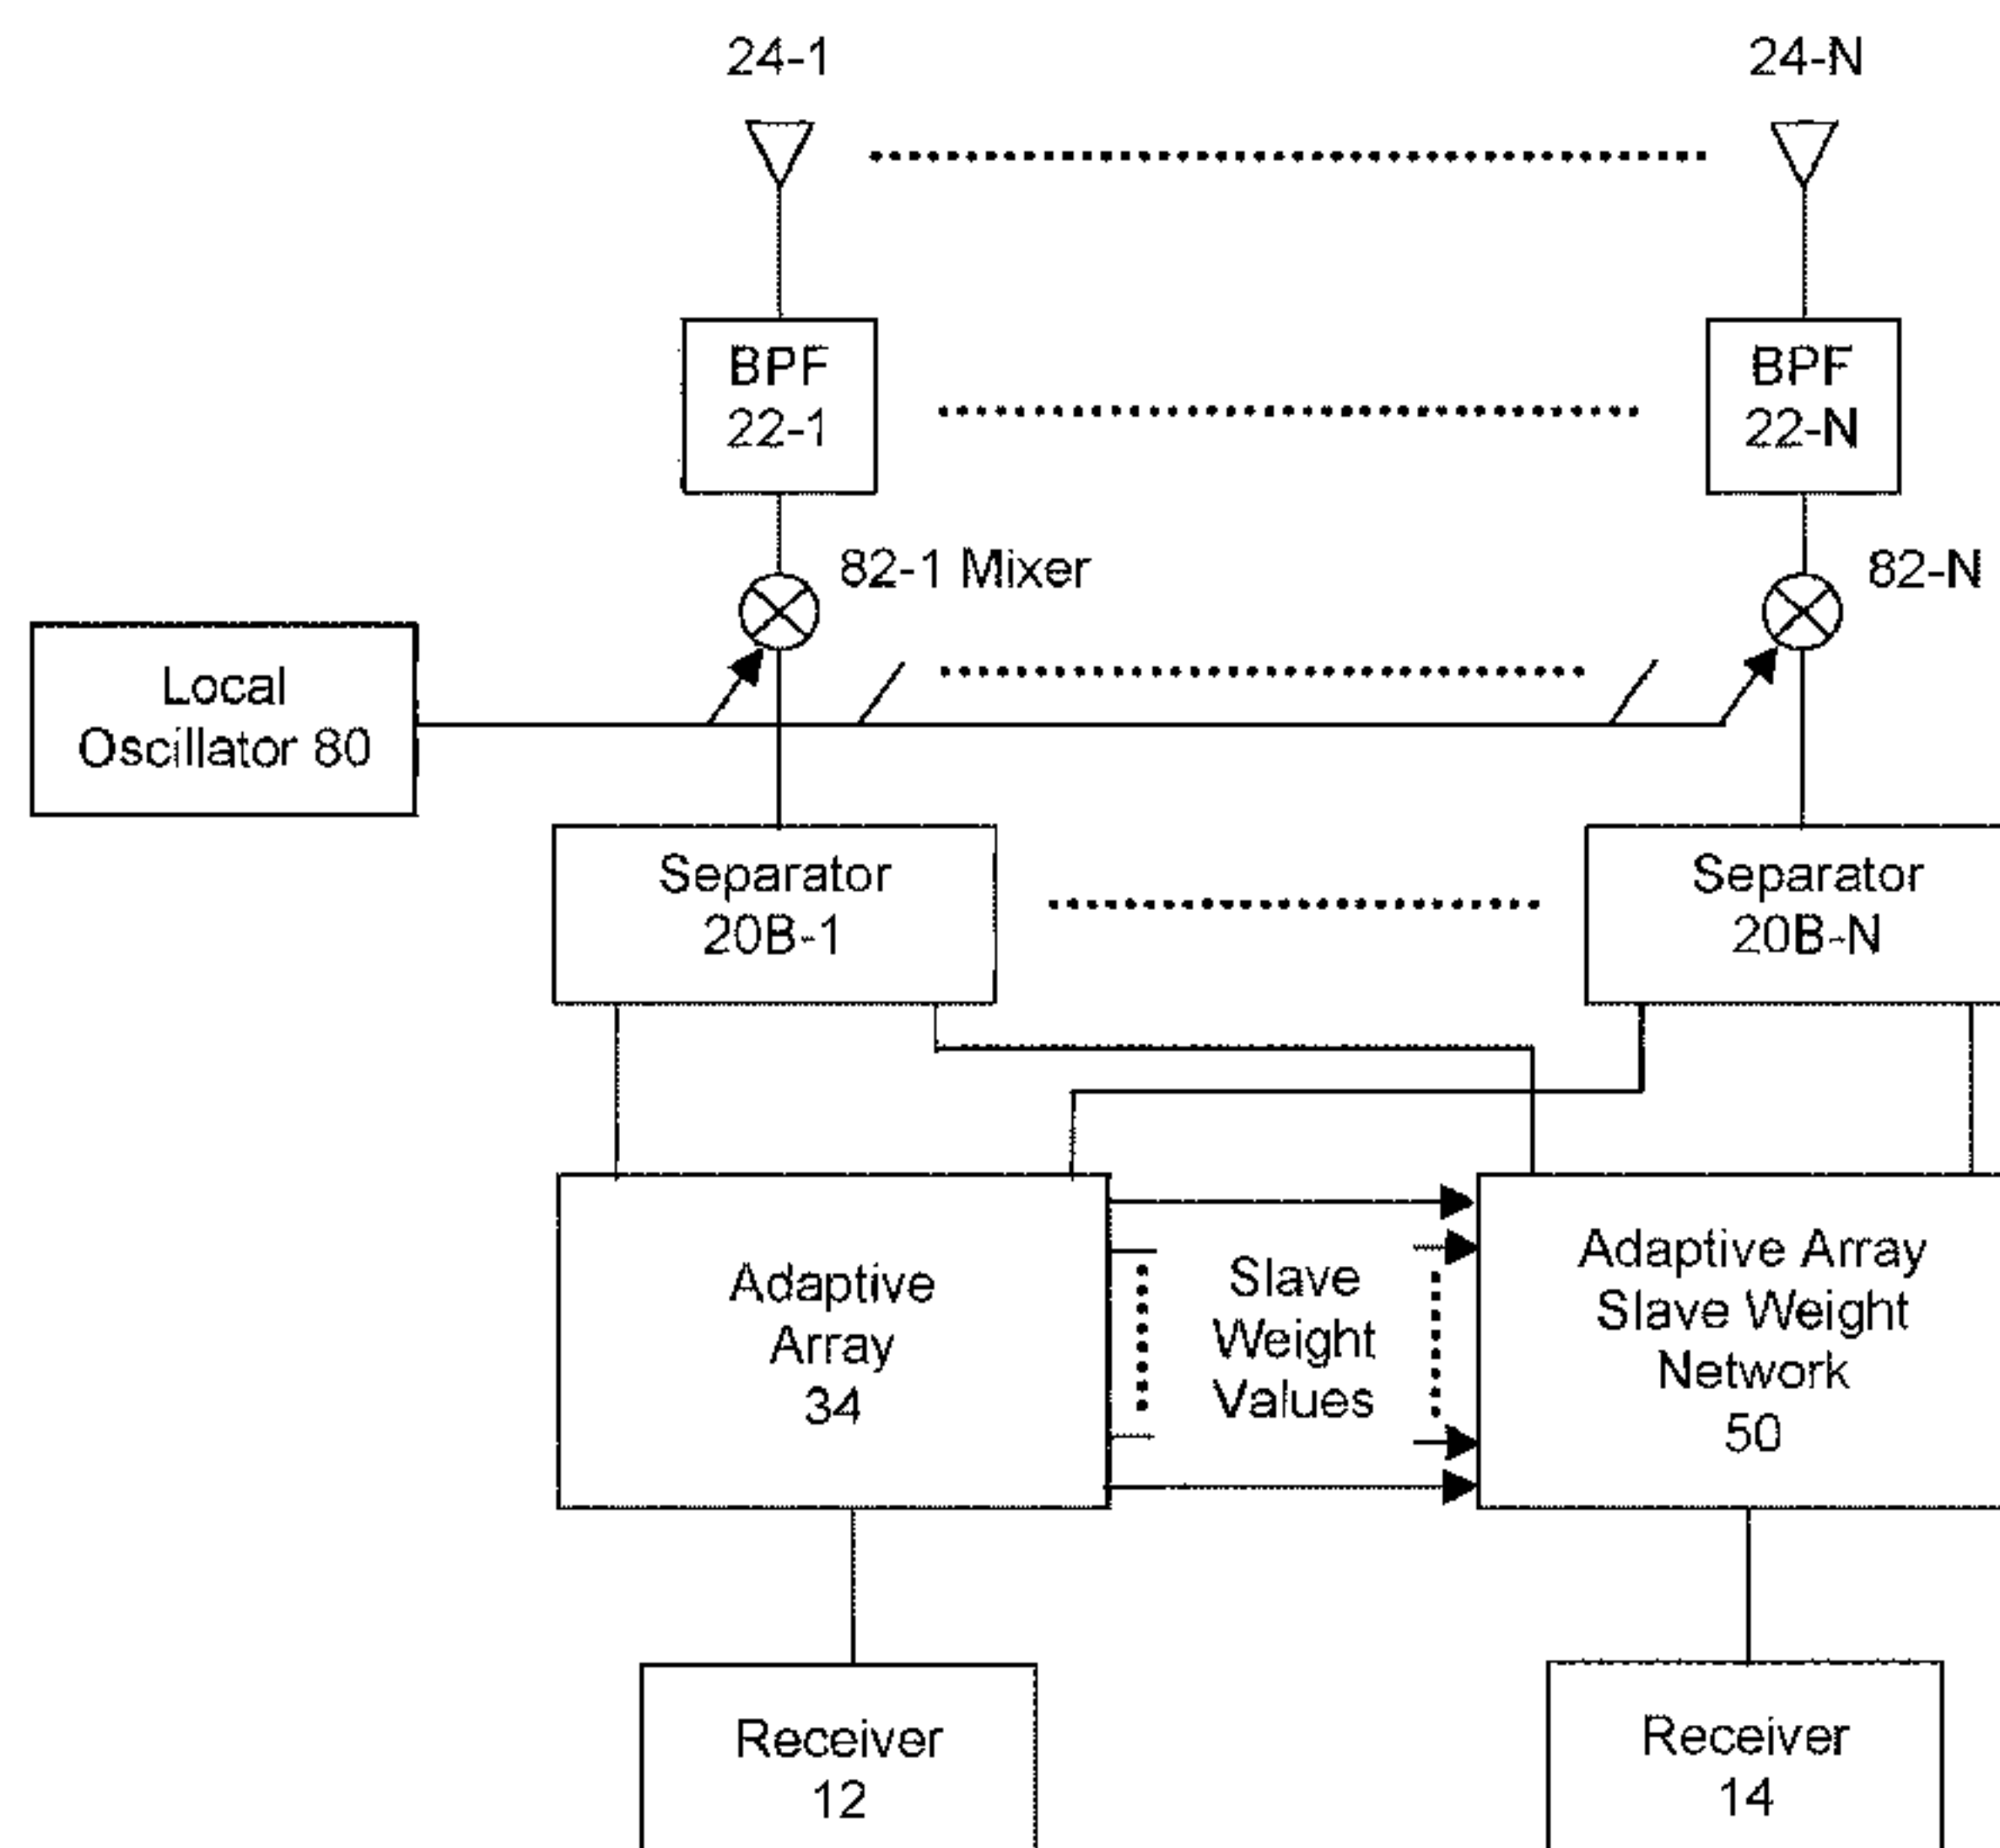 24-1
24-N
BPF
22-1
BPF
22-N
82-1 Mixer
82-N
Local
Oscillator 80
Separator
20B-1
Separator
20B-N
Adaptive
Array
34
Slave
Weight
Values
Adaptive Array
Slave Weight
Network
50
Receiver
12
Receiver
14